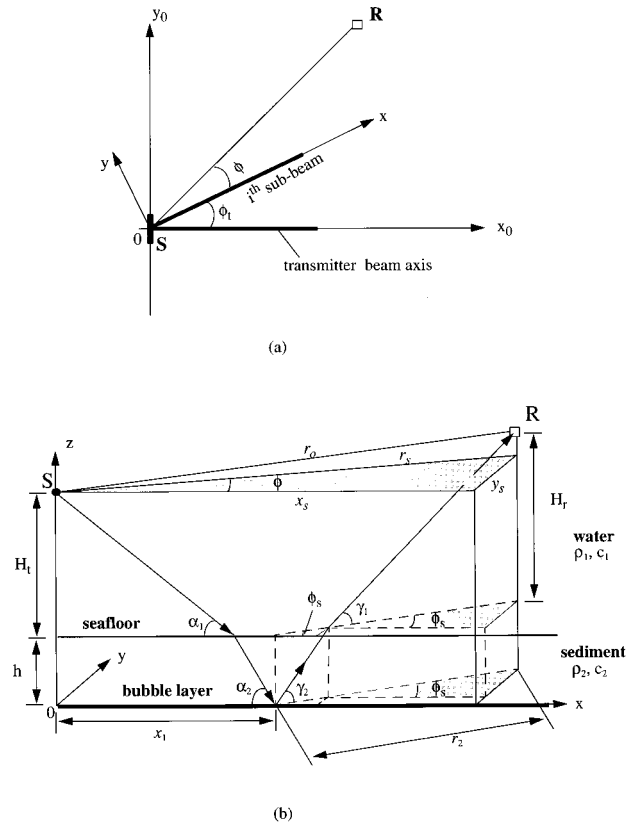 y₀
R
x
y
ϕ
iᵗʰ sub-beam
ϕₜ
0
S
x₀
transmitter beam axis
(a)
z
R
S
r₀
rₛ
ϕ
xₛ
yₛ
Hᵣ
Hₜ
water
ρ₁, c₁
ϕₛ
α₁
γ₁
ϕₛ
seafloor
sediment
ρ₂, c₂
h
y
α₂
γ₂
ϕₛ
bubble layer
0
x
x₁
r₂
(b)